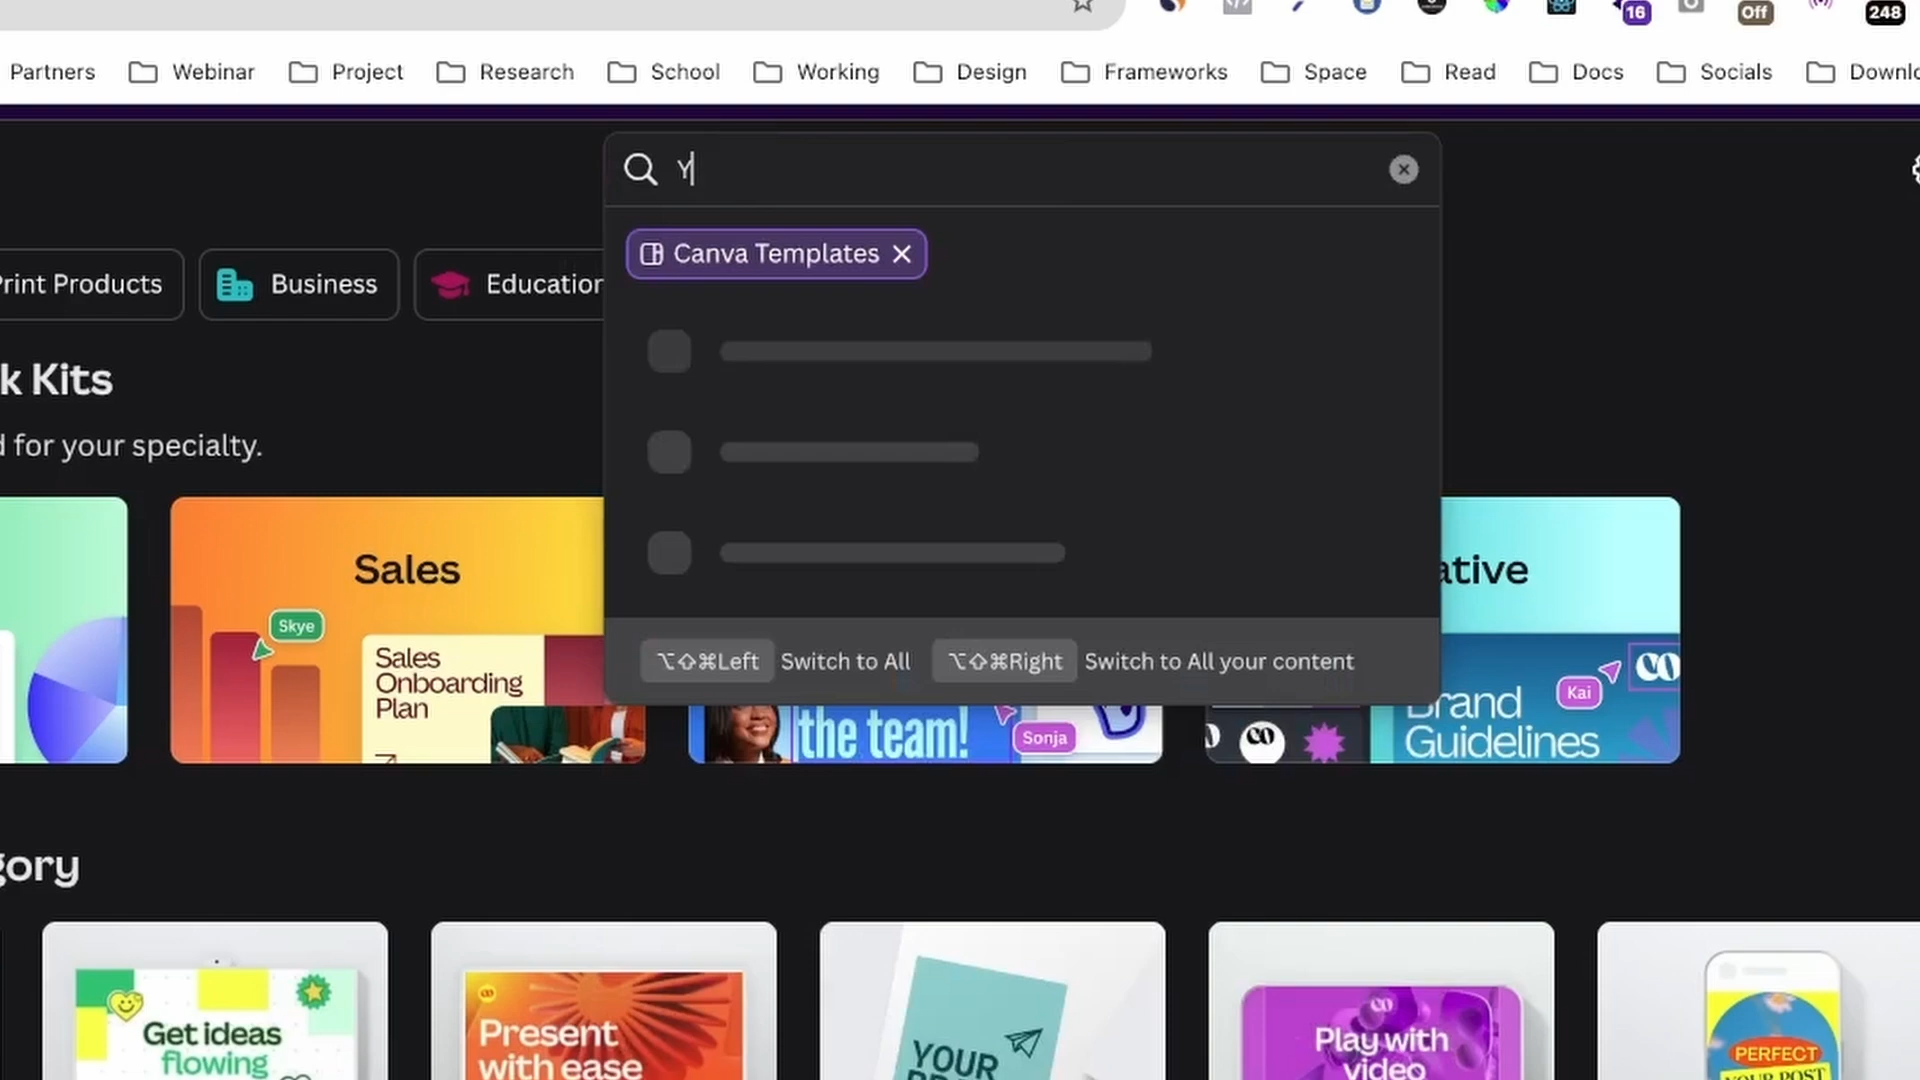 16
Off
248
Partners
Webinar
Project
Research
School
Working
Design
Frameworks
Space
Read
Docs
Socials
Downlo
Y
Canva Templates
Print Products
Business
Education
k Kits
d for your specialty.
Sales
Skye
Sales
Onboarding
Plan
⌥⇧⌘Left Switch to All ⌥⇧⌘Right Switch to All your content
ative
Kai
Brand
Guidelines
the team!
Sonja
gory
Get ideas
flowing
Present
with ease
YOUR
Play with
video
PERFECT
YOUR POST